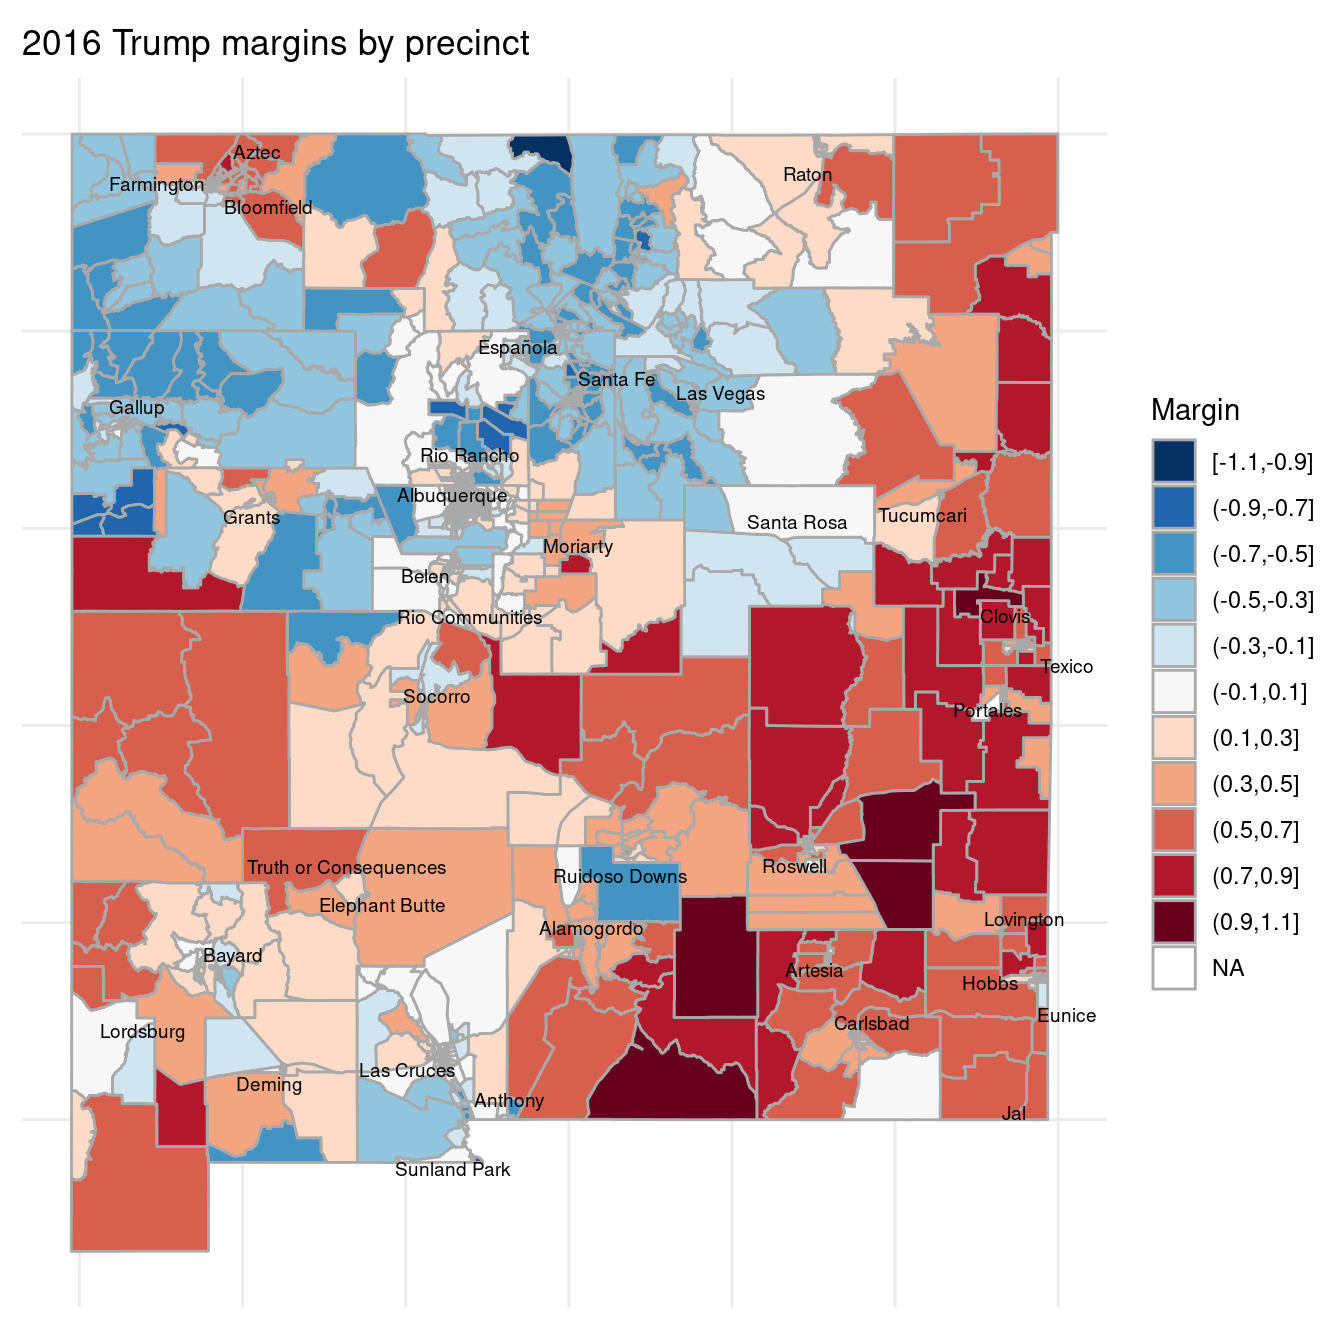 2016 Trump margins by precinct
Aztec
Raton
Farmington
Bloomfield
Española
Santa Fe
Las Vegas
Gallup
Rio Rancho
Albuquerque
Grants
Santa Rosa
Tucumcari
Moriarty
Belen
Rio Communities
Clovis
Texico
Socorro
Portales
Truth or Consequences
Ruidoso Downs
Roswell
Elephant Butte
Alamogordo
Lovington
Bayard
Artesia
Hobbs
Eunice
Lordsburg
Carlsbad
Las Cruces
Deming
Anthony
Jal
Sunland Park
Margin
[-1.1,-0.9]
(-0.9,-0.7]
(-0.7,-0.5]
(-0.5,-0.3]
(-0.3,-0.1]
(-0.1,0.1]
(0.1,0.3]
(0.3,0.5]
(0.5,0.7]
(0.7,0.9]
(0.9,1.1]
NA